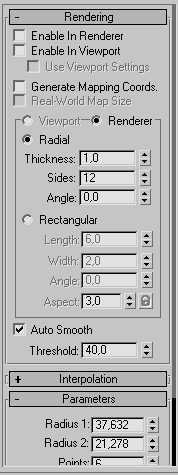 - Rendering
Enable In Renderer
Enable In Viewport
Use Viewport Settings
Generate Mapping Coords.
Real-World Map Size
Viewport Renderer
Radial
Thickness: 1,0
Sides: 12
Angle: 0,0
Rectangular
Length: 6,0
Width: 2,0
Angle: 0,0
Aspect: 3,0
Auto Smooth
Threshold: 40,0
+ Interpolation
- Parameters
Radius 1: 37,632
Radius 2: 21,278
Points: 6